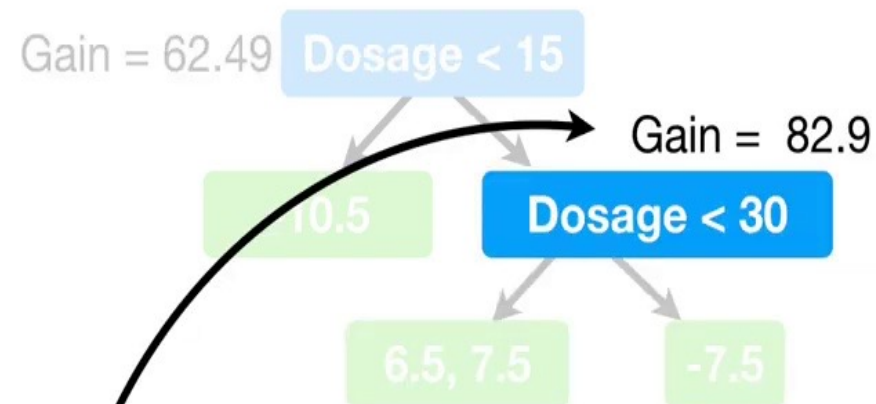 Gain = 62.49 Dosage < 15
Gain = 82.9
10.5 Dosage < 30
6.5, 7.5 -7.5